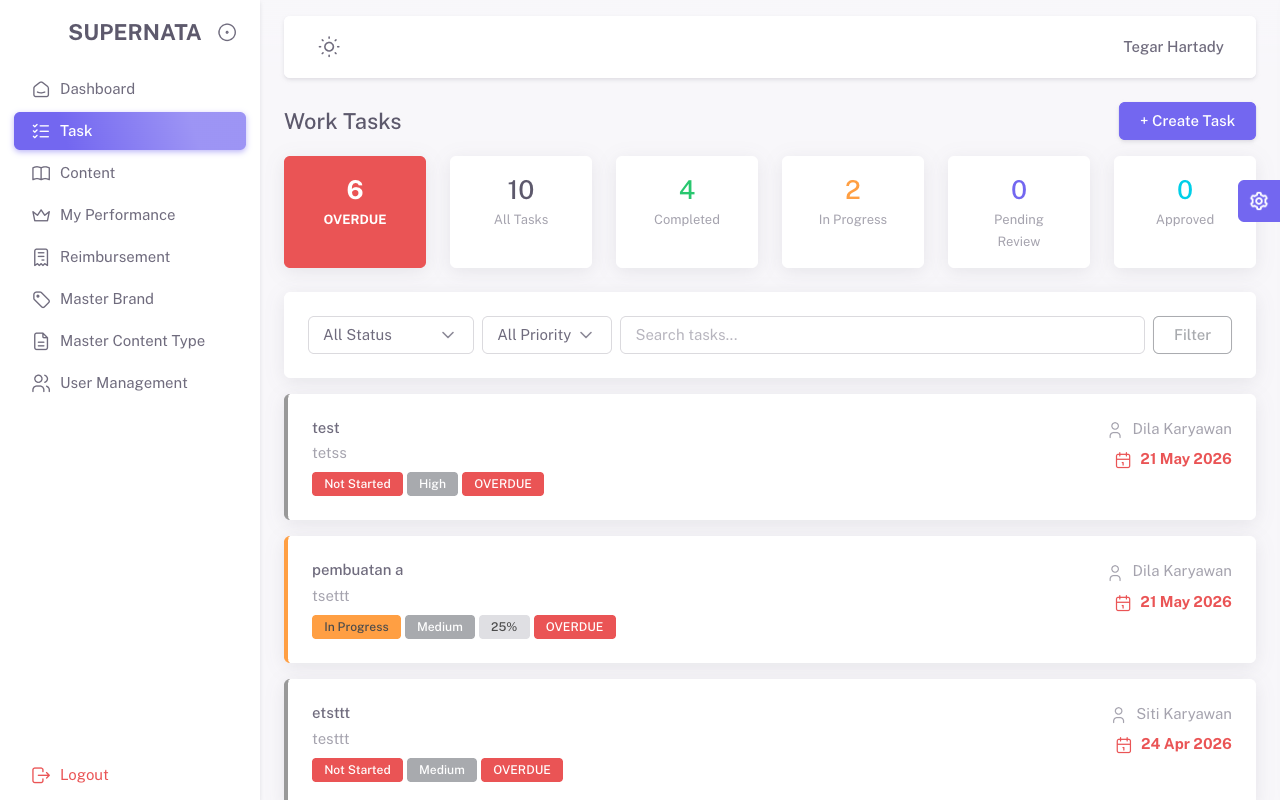 SUPERNATA
Dashboard
Task
Content
My Performance
Reimbursement
Master Brand
Master Content Type
User Management
Logout
Tegar Hartady
Work Tasks
+ Create Task
6
OVERDUE
10
All Tasks
4
Completed
2
In Progress
0
Pending
Review
0
Approved
All Status
All Priority
Search tasks...
Filter
test
tetss
Not Started High OVERDUE
Dila Karyawan
21 May 2026
pembuatan a
tsettt
In Progress Medium 25% OVERDUE
Dila Karyawan
21 May 2026
etsttt
testtt
Not Started Medium OVERDUE
Siti Karyawan
24 Apr 2026